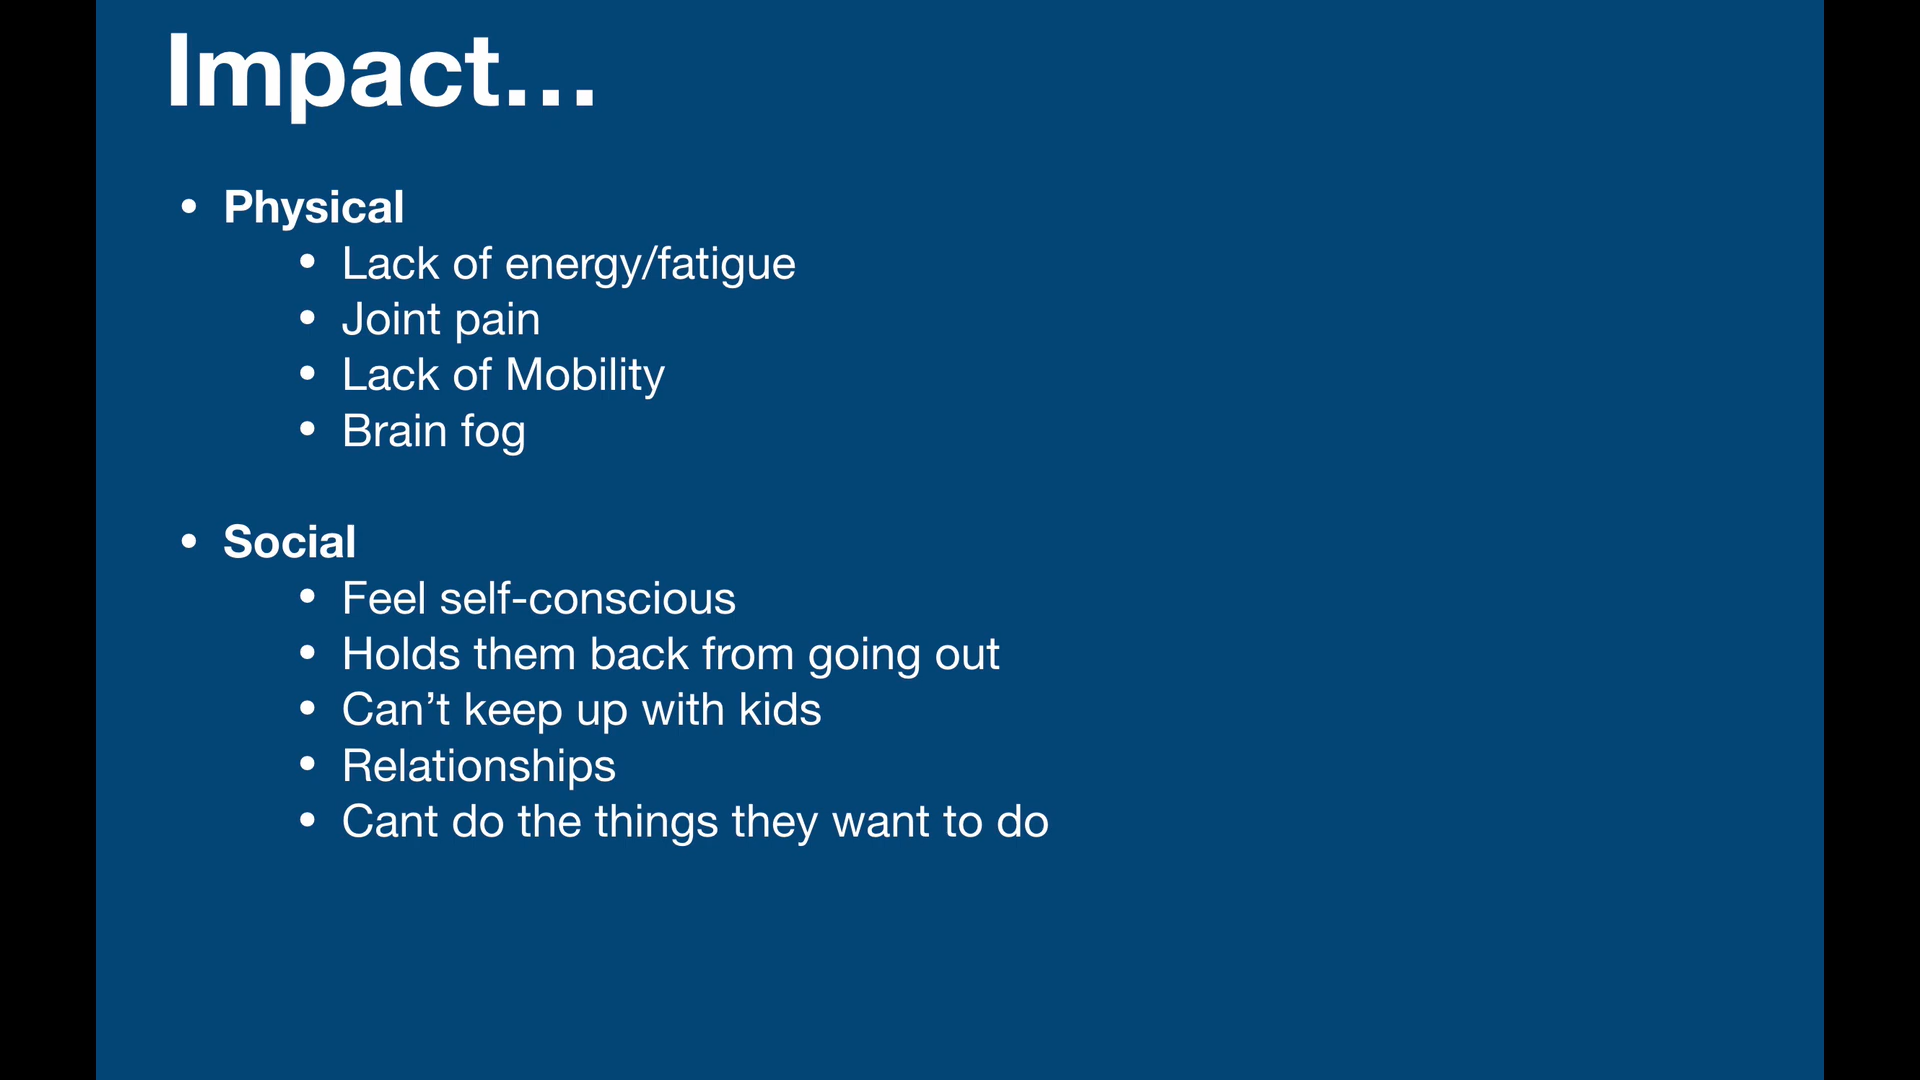 Impact...
• Physical
• Lack of energy/fatigue
• Joint pain
• Lack of Mobility
• Brain fog
• Social
• Feel self-conscious
• Holds them back from going out
• Can’t keep up with kids
• Relationships
• Cant do the things they want to do